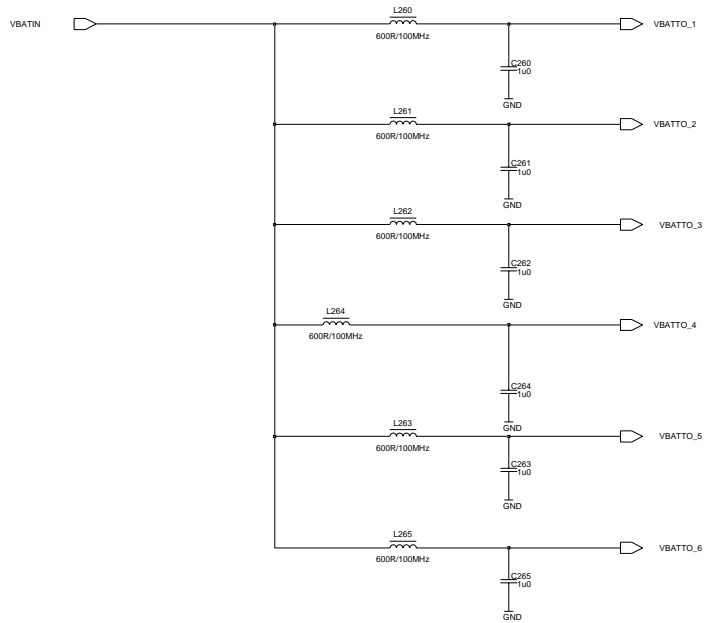 L260
VBATIN
VBATTO_1
600R/100MHz
C260
1u0
GND
L261
VBATTO_2
600R/100MHz
C261
1u0
GND
L262
VBATTO_3
600R/100MHz
C262
1u0
GND
L264
VBATTO_4
600R/100MHz
C264
1u0
GND
L263
VBATTO_5
600R/100MHz
C263
1u0
GND
L265
VBATTO_6
600R/100MHz
C265
1u0
GND